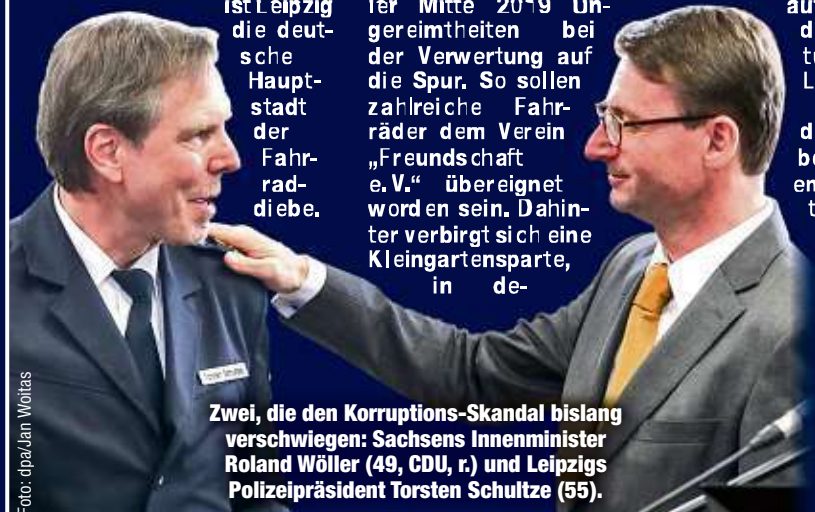 ist Leipzig
die deut-
sche
Haupt-
stadt
der
Fahr-
rad-
diebe.
ter Mitte 2019 Un-
gereimtheiten bei
der Verwertung auf
die Spur. So sollen
zahlreiche Fahr-
räder dem Verein
„Freundschaft
e.V.“ übereignet
worden sein. Dahin-
ter verbirgt sich eine
Kleingartensparte,
in de-
Zwei, die den Korruptions-Skandal bislang
verschwiegen: Sachsens Innenminister
Roland Wöller (49, CDU, r.) und Leipzigs
Polizeipräsident Torsten Schultze (55).
Foto: dpa/Jan Woitas